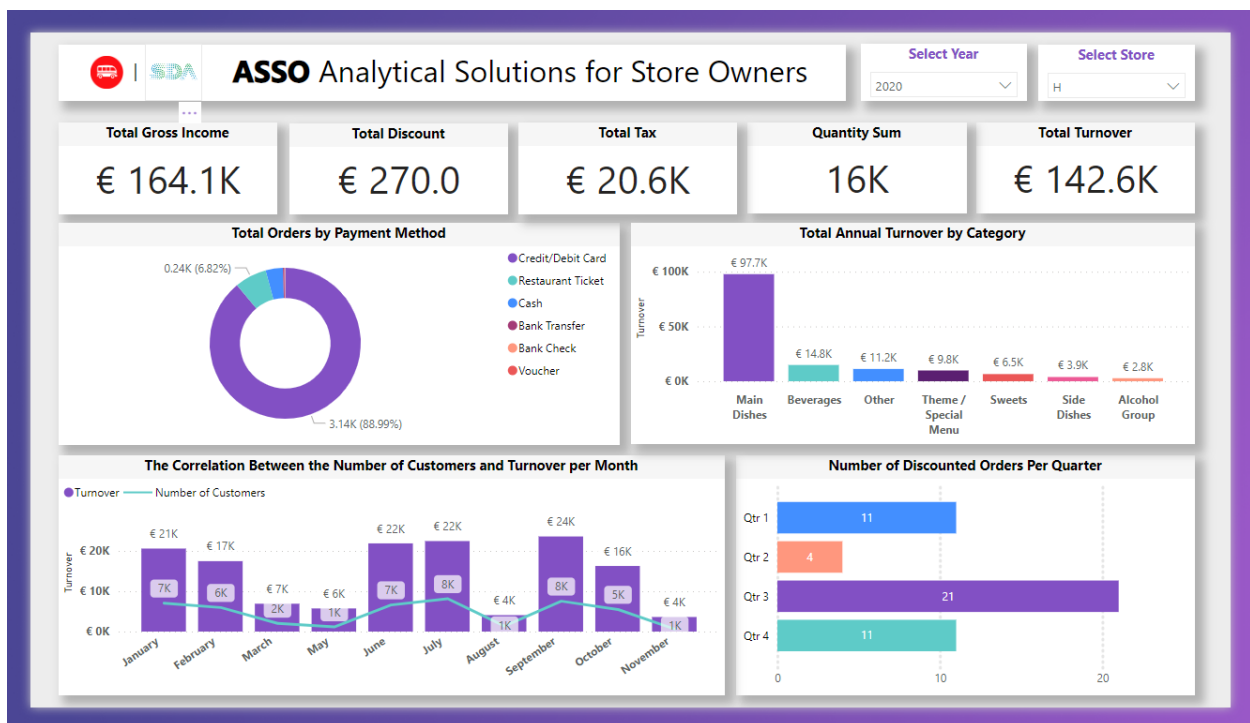 SDA
ASSO Analytical Solutions for Store Owners
Select Year
2020
Select Store
H
...
Total Gross Income
€ 164.1K
Total Discount
€ 270.0
Total Tax
€ 20.6K
Quantity Sum
16K
Total Turnover
€ 142.6K
Total Orders by Payment Method
0.24K (6.82%)
3.14K (88.99%)
Credit/Debit Card
Restaurant Ticket
Cash
Bank Transfer
Bank Check
Voucher
Total Annual Turnover by Category
Turnover
€ 100K
€ 50K
€ 0K
€ 97.7K
€ 14.8K
€ 11.2K
€ 9.8K
€ 6.5K
€ 3.9K
€ 2.8K
Main
Dishes
Beverages
Other
Theme /
Special
Menu
Sweets
Side
Dishes
Alcohol
Group
The Correlation Between the Number of Customers and Turnover per Month
Turnover
Number of Customers
Turnover
€ 20K
€ 10K
€ 0K
€ 21K
€ 17K
€ 7K
€ 6K
€ 22K
€ 22K
€ 4K
€ 24K
€ 16K
€ 4K
7K
6K
2K
1K
7K
8K
1K
8K
5K
1K
January
February
March
May
June
July
August
September
October
November
Number of Discounted Orders Per Quarter
Qtr 1
11
Qtr 2
4
Qtr 3
21
Qtr 4
11
0
10
20